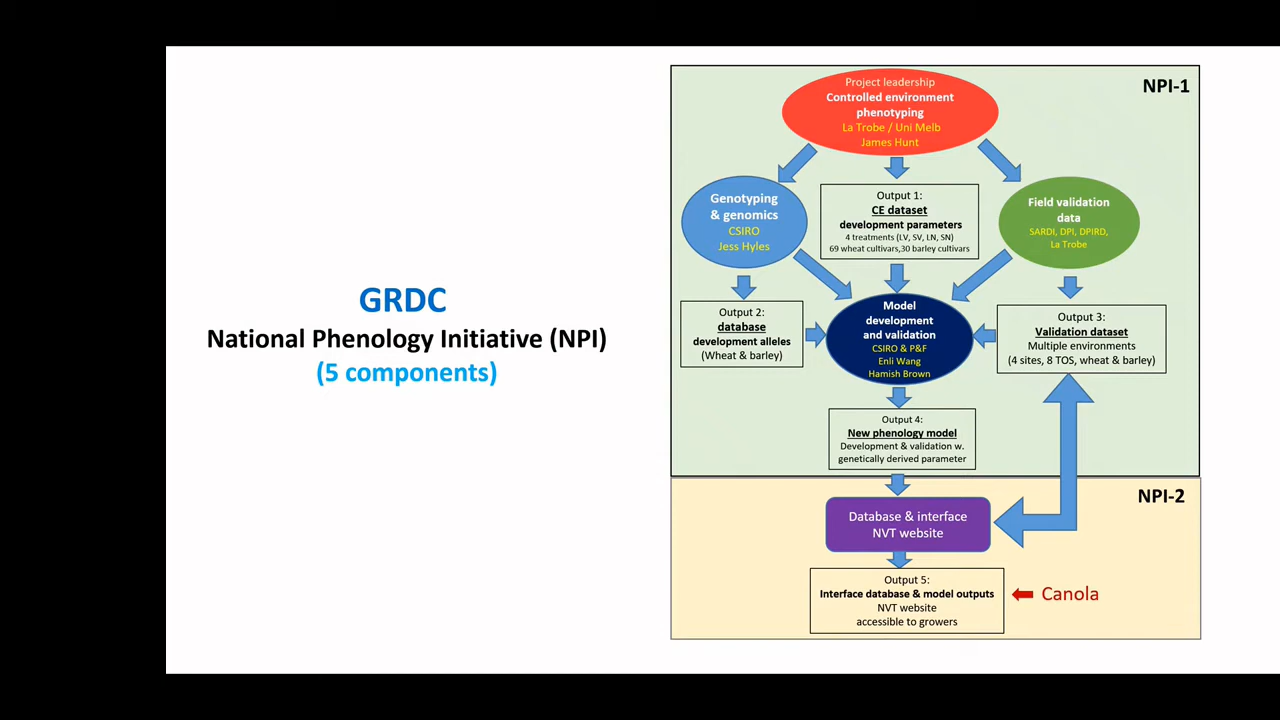 GRDC
National Phenology Initiative (NPI)
(5 components)
NPI-1
Project leadership
Controlled environment
phenotyping
La Trobe / Uni Melb
James Hunt
Genotyping
& genomics
CSIRO
Jess Hyles
Output 1:
CE dataset
development parameters
4 treatments (LV, SV, LN, SN)
69 wheat cultivars,30 barley cultivars
Field validation
data
SARDI, DPI, DPIRD,
La Trobe
Output 2:
database
development alleles
(Wheat & barley)
Model
development
and validation
CSIRO & P&F
Enli Wang
Hamish Brown
Output 3:
Validation dataset
Multiple environments
(4 sites, 8 TOS, wheat & barley)
Output 4:
New phenology model
Development & validation w.
genetically derived parameter
NPI-2
Database & interface
NVT website
Output 5:
Interface database & model outputs
NVT website
accessible to growers
Canola